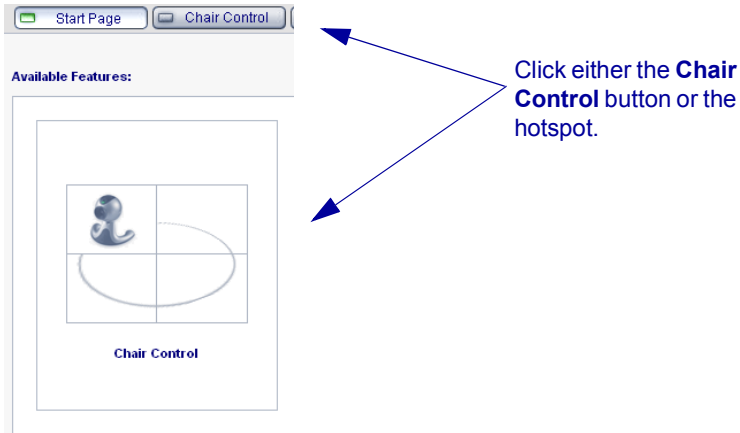 Start Page
Chair Control
Available Features:
Chair Control
Click either the Chair
Control button or the
hotspot.